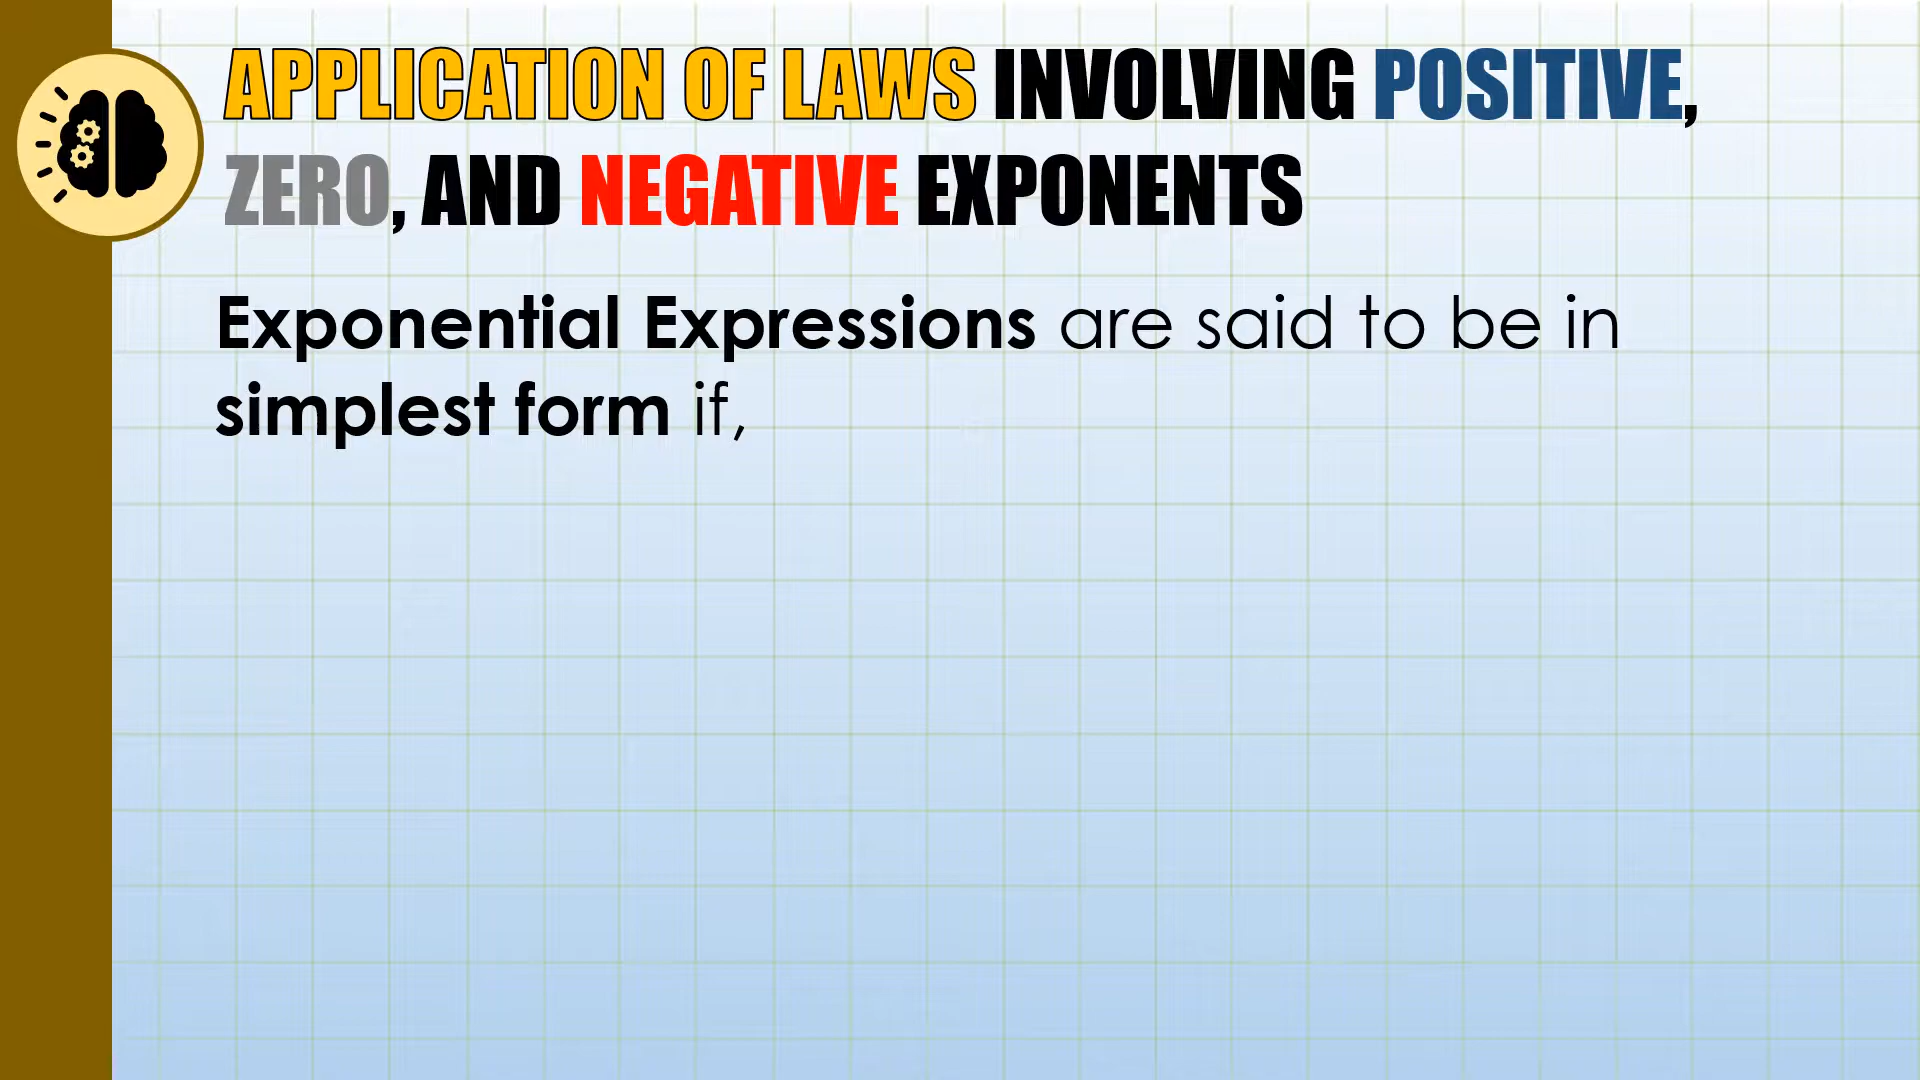 APPLICATION OF LAWS INVOLVING POSITIVE,
ZERO, AND NEGATIVE EXPONENTS
Exponential Expressions are said to be in
simplest form if,